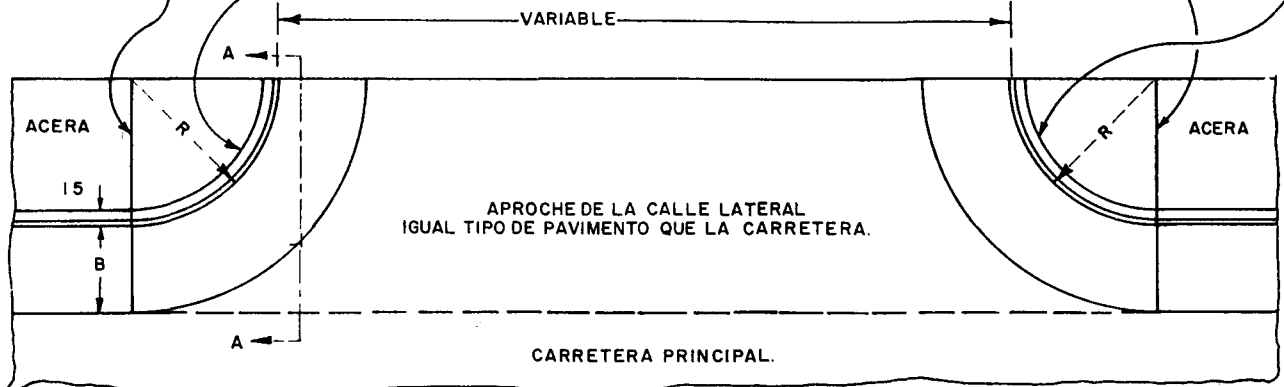 VARIABLE
A
ACERA
R
R
ACERA
15
APROCHE DE LA CALLE LATERAL
IGUAL TIPO DE PAVIMENTO QUE LA CARRETERA.
B
A
CARRETERA PRINCIPAL.